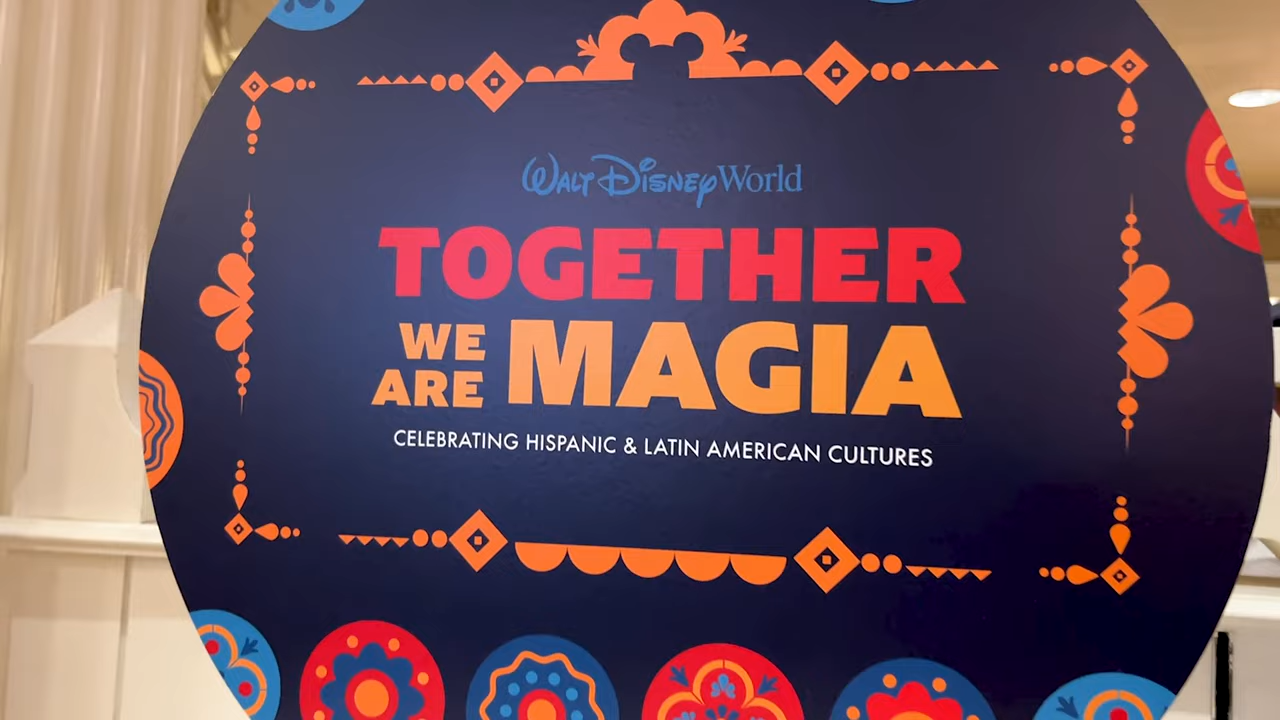 Walt Disney World
TOGETHER
WE
ARE MAGIA
CELEBRATING HISPANIC & LATIN AMERICAN CULTURES